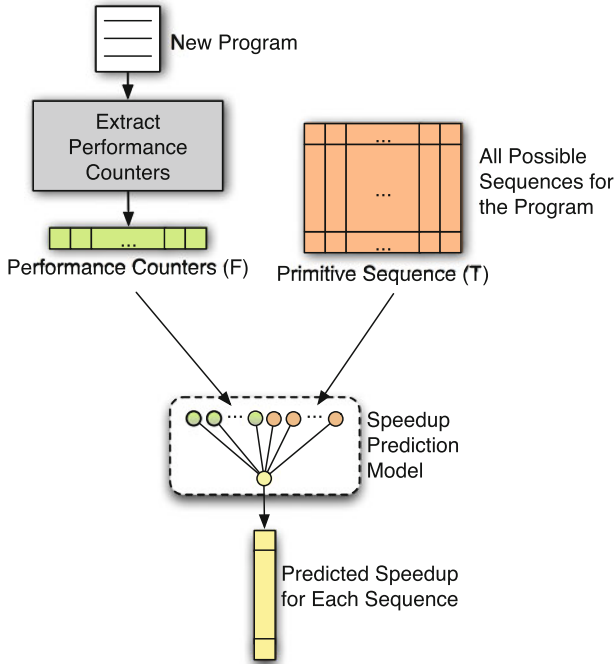 New Program
Extract
Performance
Counters
...
Performance Counters (F)
...
...
...
All Possible
Sequences for
the Program
Primitive Sequence (T)
...
...
Speedup
Prediction
Model
Predicted Speedup
for Each Sequence